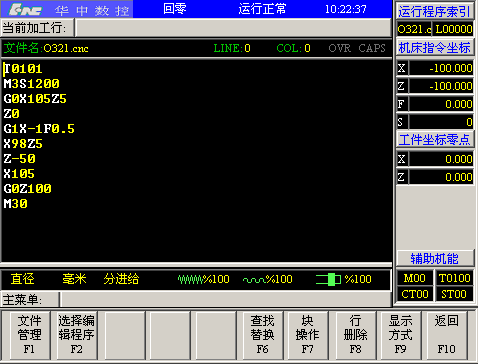 华中数控 回零 运行正常 10:22:37 运行程序索引
当前加工行: O321.c L00000
文件名:O321.cnc LINE:0 COL:0 OVR CAPS 机床指令坐标
T0101
M3S1200
G0X105Z5
Z0
G1X-1F0.5
X98Z5
Z-50
X105
G0Z100
M30
X -100.000
Z -100.000
F 0.000
S 0
工件坐标零点
X 0.000
Z 0.000
辅助机能
M00 T0100
CT00 ST00
直径 毫米 分进给 %100 %100 %100
主菜单:
文件管理 F1
选择编辑程序 F2
查找替换 F6
块操作 F7
行删除 F8
显示方式 F9
返回 F10